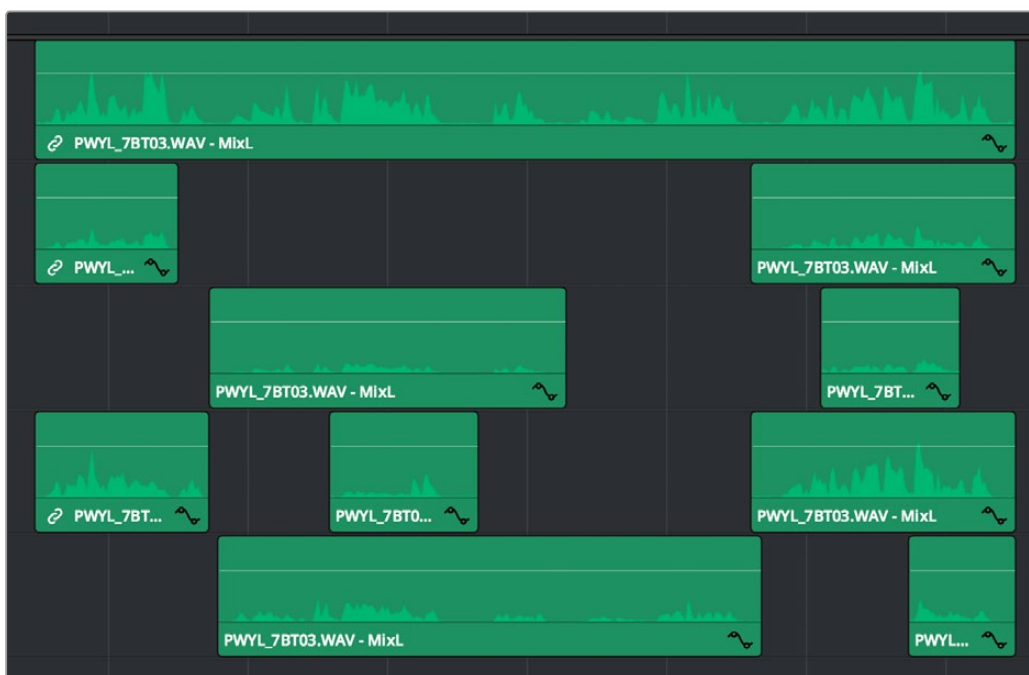 PWYL_7BT03.WAV - MixL
PWYL_...
PWYL_7BT03.WAV - MixL
PWYL_7BT03.WAV - MixL
PWYL_7BT...
PWYL_7BT...
PWYL_7BT0...
PWYL_7BT03.WAV - MixL
PWYL_7BT03.WAV - MixL
PWYL...